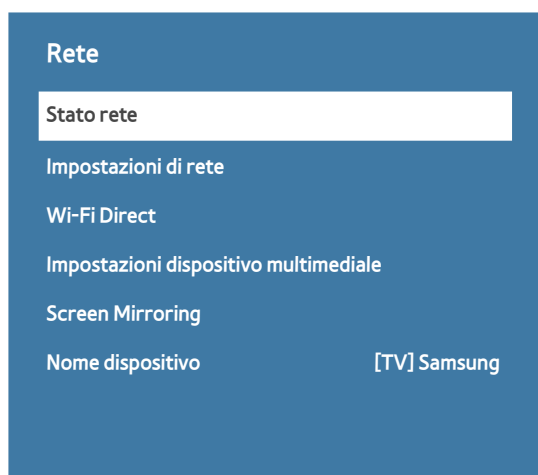 Rete
Stato rete
Impostazioni di rete
Wi-Fi Direct
Impostazioni dispositivo multimediale
Screen Mirroring
Nome dispositivo [TV] Samsung